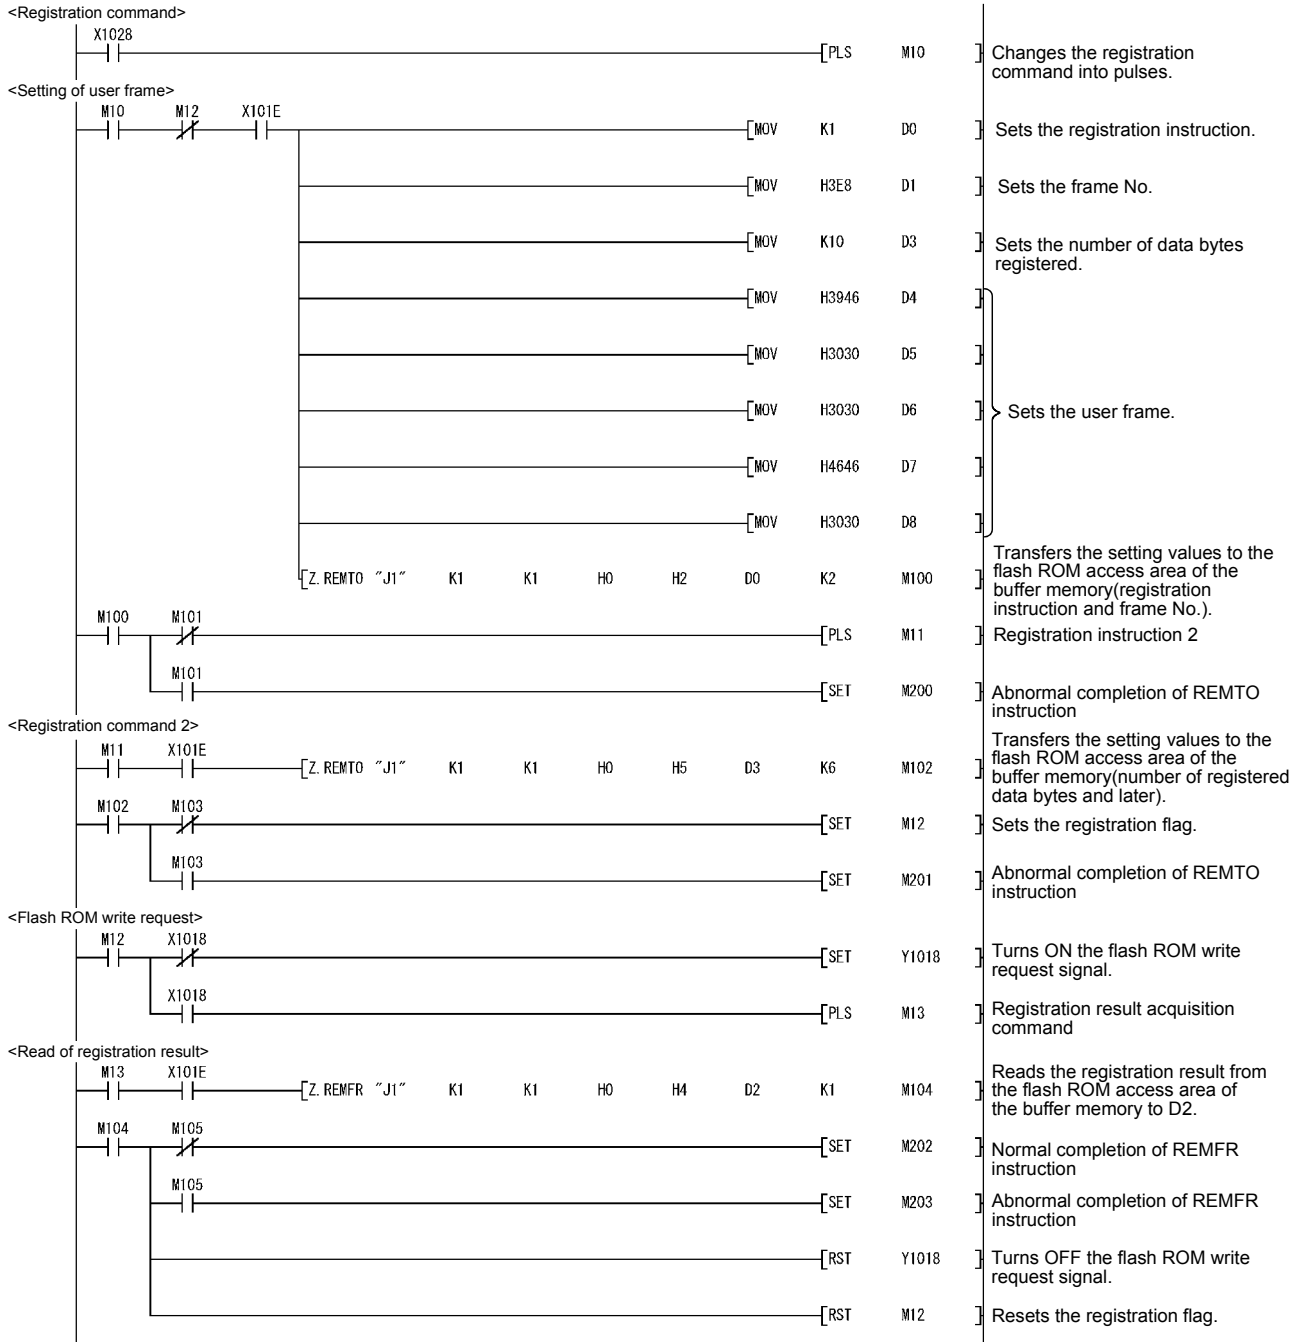 <Registration command>
X1028
PLS M10 Changes the registration
command into pulses.
<Setting of user frame>
M10 M12 X101E
MOV K1 D0 Sets the registration instruction.
MOV H3E8 D1 Sets the frame No.
MOV K10 D3 Sets the number of data bytes
registered.
MOV H3946 D4
MOV H3030 D5
MOV H3030 D6 Sets the user frame.
MOV H4646 D7
MOV H3030 D8
Transfers the setting values to the
Z.REMTO "J1" K1 K1 H0 H2 D0 K2 M100 flash ROM access area of the
buffer memory(registration
instruction and frame No.).
M100 M101
PLS M11 Registration instruction 2
M101
SET M200 Abnormal completion of REMTO
instruction
<Registration command 2>
Transfers the setting values to the
M11 X101E
Z.REMTO "J1" K1 K1 H0 H5 D3 K6 M102 flash ROM access area of the
buffer memory(number of registered
data bytes and later).
M102 M103
SET M12 Sets the registration flag.
M103
SET M201 Abnormal completion of REMTO
instruction
<Flash ROM write request>
M12 X1018
SET Y1018 Turns ON the flash ROM write
request signal.
X1018
PLS M13 Registration result acquisition
command
<Read of registration result>
M13 X101E
Z.REMFR "J1" K1 K1 H0 H4 D2 K1 M104 Reads the registration result from
the flash ROM access area of
the buffer memory to D2.
M104 M105
SET M202 Normal completion of REMFR
instruction
M105
SET M203 Abnormal completion of REMFR
instruction
RST Y1018 Turns OFF the flash ROM write
request signal.
RST M12 Resets the registration flag.